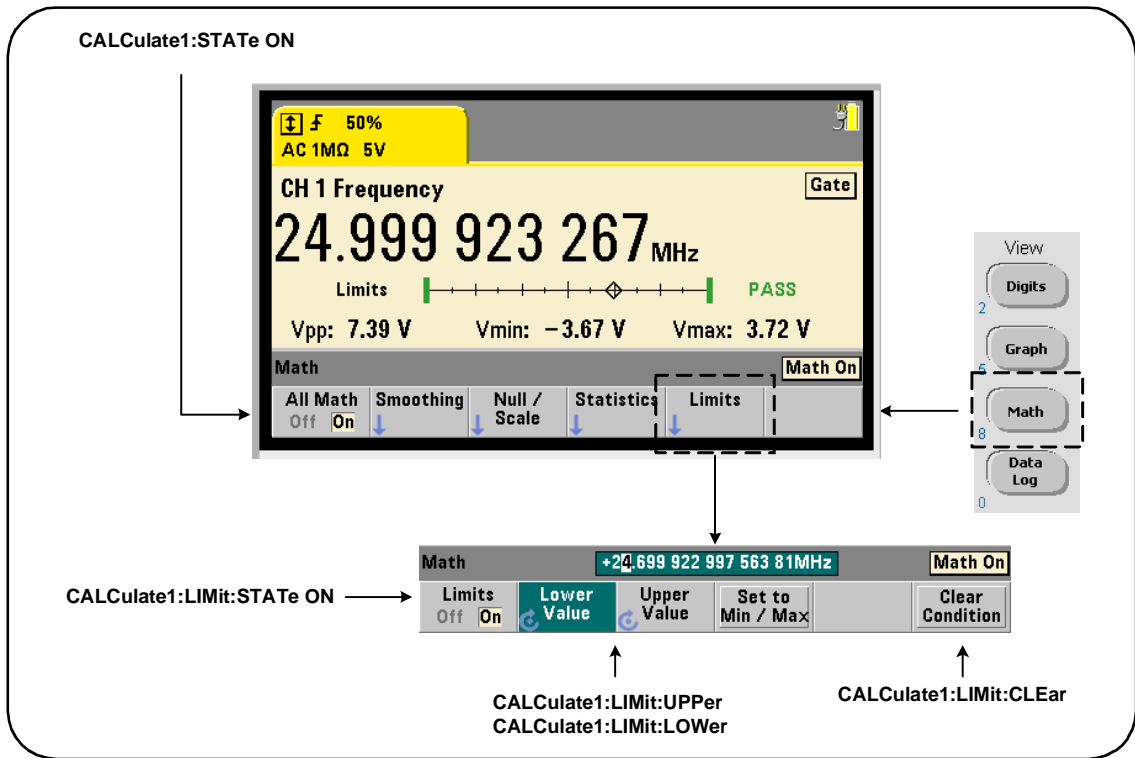 CALCulate1:STATe ON
50%
AC 1MΩ 5V
CH 1 Frequency
Gate
24.999 923 267 MHz
Limits
PASS
Vpp: 7.39 V Vmin: −3.67 V Vmax: 3.72 V
Math
Math On
All Math
Off On
Smoothing
Null /
Scale
Statistics
Limits
View
Digits
2
Graph
5
Math
8
Data
Log
0
Math
+24.699 922 997 563 81MHz
Math On
CALCulate1:LIMit:STATe ON
Limits
Off On
Lower
Value
Upper
Value
Set to
Min / Max
Clear
Condition
CALCulate1:LIMit:UPPer
CALCulate1:LIMit:LOWer
CALCulate1:LIMit:CLEar